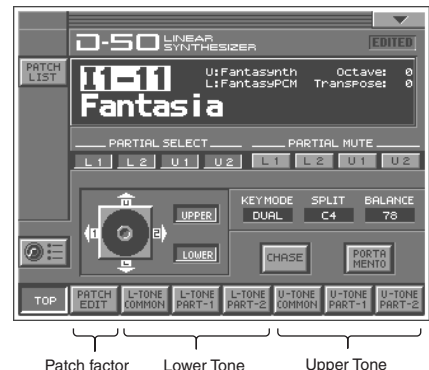 D-50 LINEAR SYNTHESIZER
EDITED
PATCH LIST
I1-11
U:Fantasynth Octave: 0
L:FantasyPCM Transpose: 0
Fantasia
PARTIAL SELECT PARTIAL MUTE
L 1 L 2 U 1 U 2 L 1 L 2 U 1 U 2
KEYMODE SPLIT BALANCE
DUAL C4 78
U
1 2
L
UPPER
LOWER
CHASE
PORTA MENTO
TOP
PATCH EDIT
L-TONE COMMON
L-TONE PART-1
L-TONE PART-2
U-TONE COMMON
U-TONE PART-1
U-TONE PART-2
Patch factor Lower Tone Upper Tone